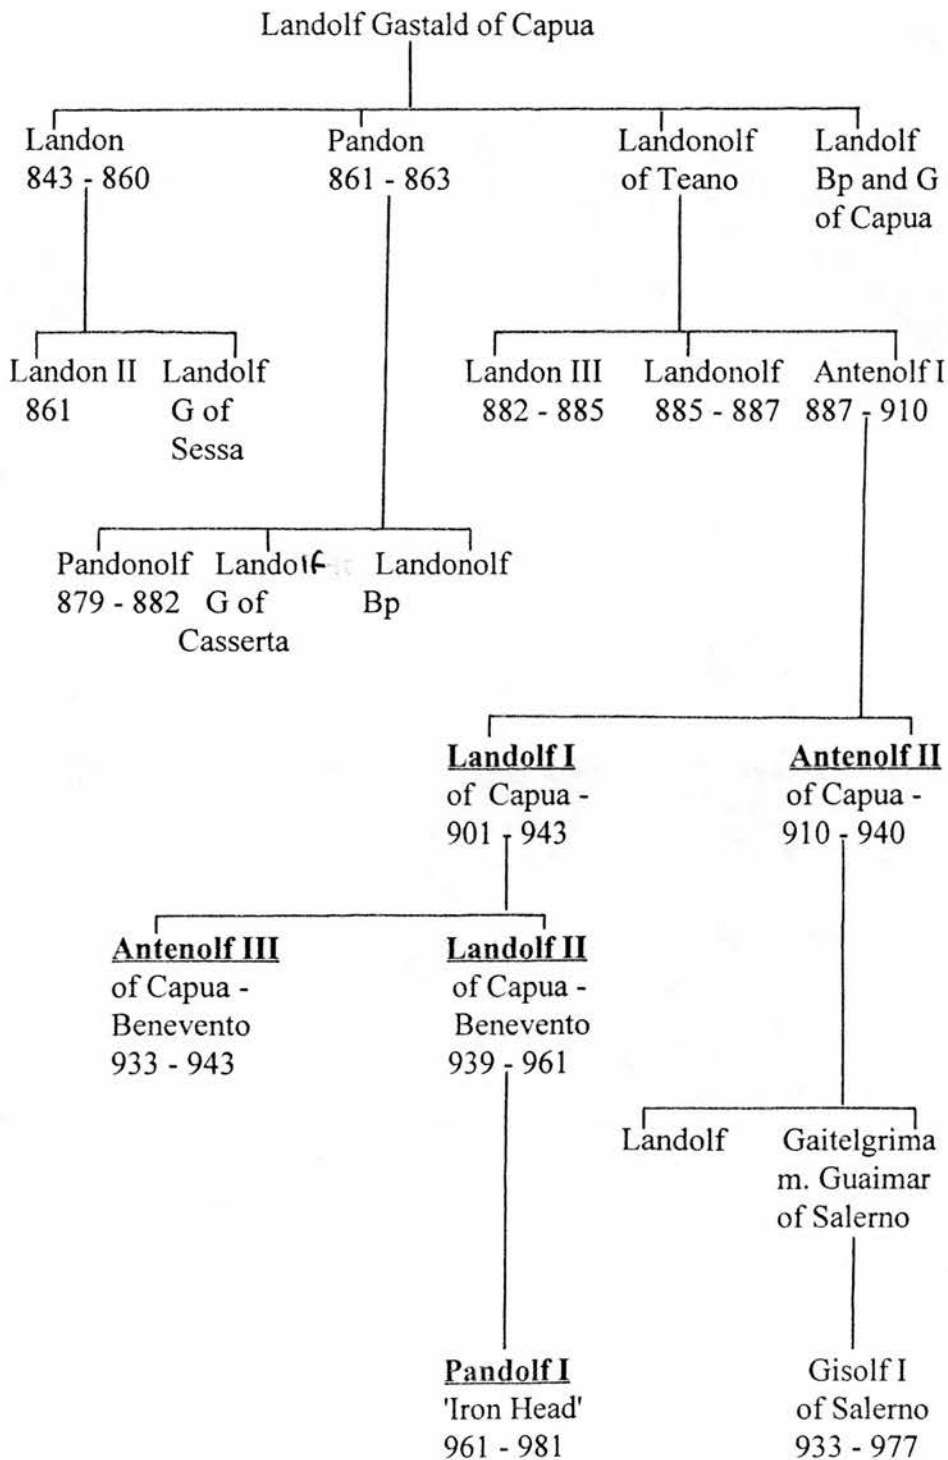 Landolf Gastald of Capua
Landon Pandon Landonolf Landolf
843 - 860 861 - 863 of Teano Bp and G
of Capua
Landon II Landolf Landon III Landonolf Antenolf I
861 G of 882 - 885 885 - 887 887 - 910
Sessa
Pandonolf Landolf Landonolf
879 - 882 G of Bp
Casserta
Landolf I Antenolf II
of Capua - of Capua -
901 - 943 910 - 940
Antenolf III Landolf II
of Capua - of Capua -
Benevento Benevento
933 - 943 939 - 961
Landolf Gaitelgrima
m. Guaimar
of Salerno
Pandolf I Gisolf I
'Iron Head' of Salerno
961 - 981 933 - 977